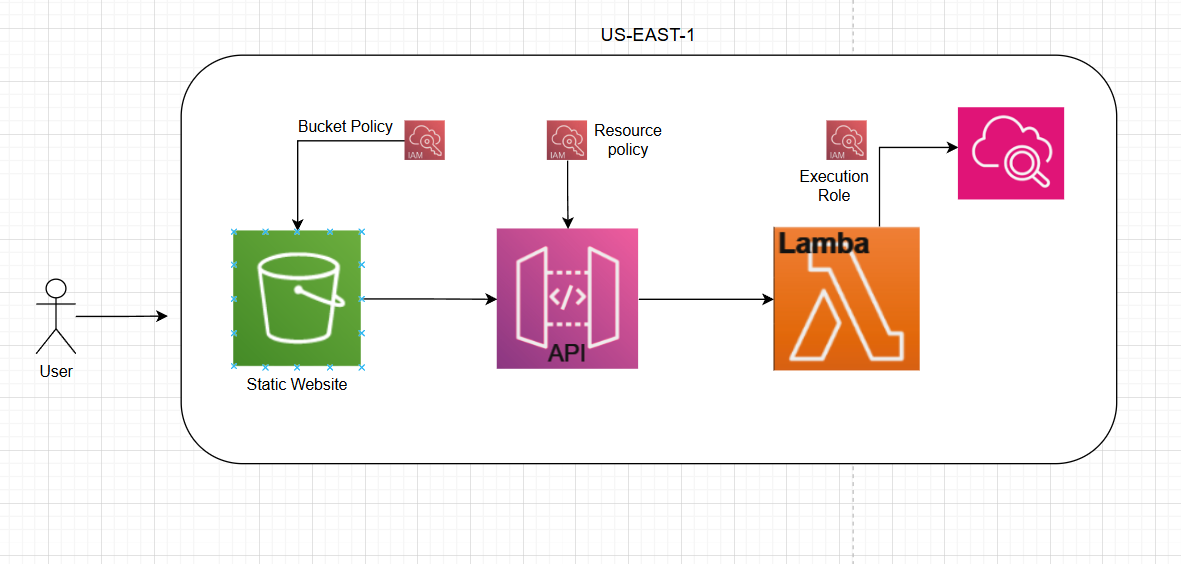 US-EAST-1
Bucket Policy
IAM
IAM
Resource
policy
IAM
Execution
Role
Lamba
</>
API
User
Static Website